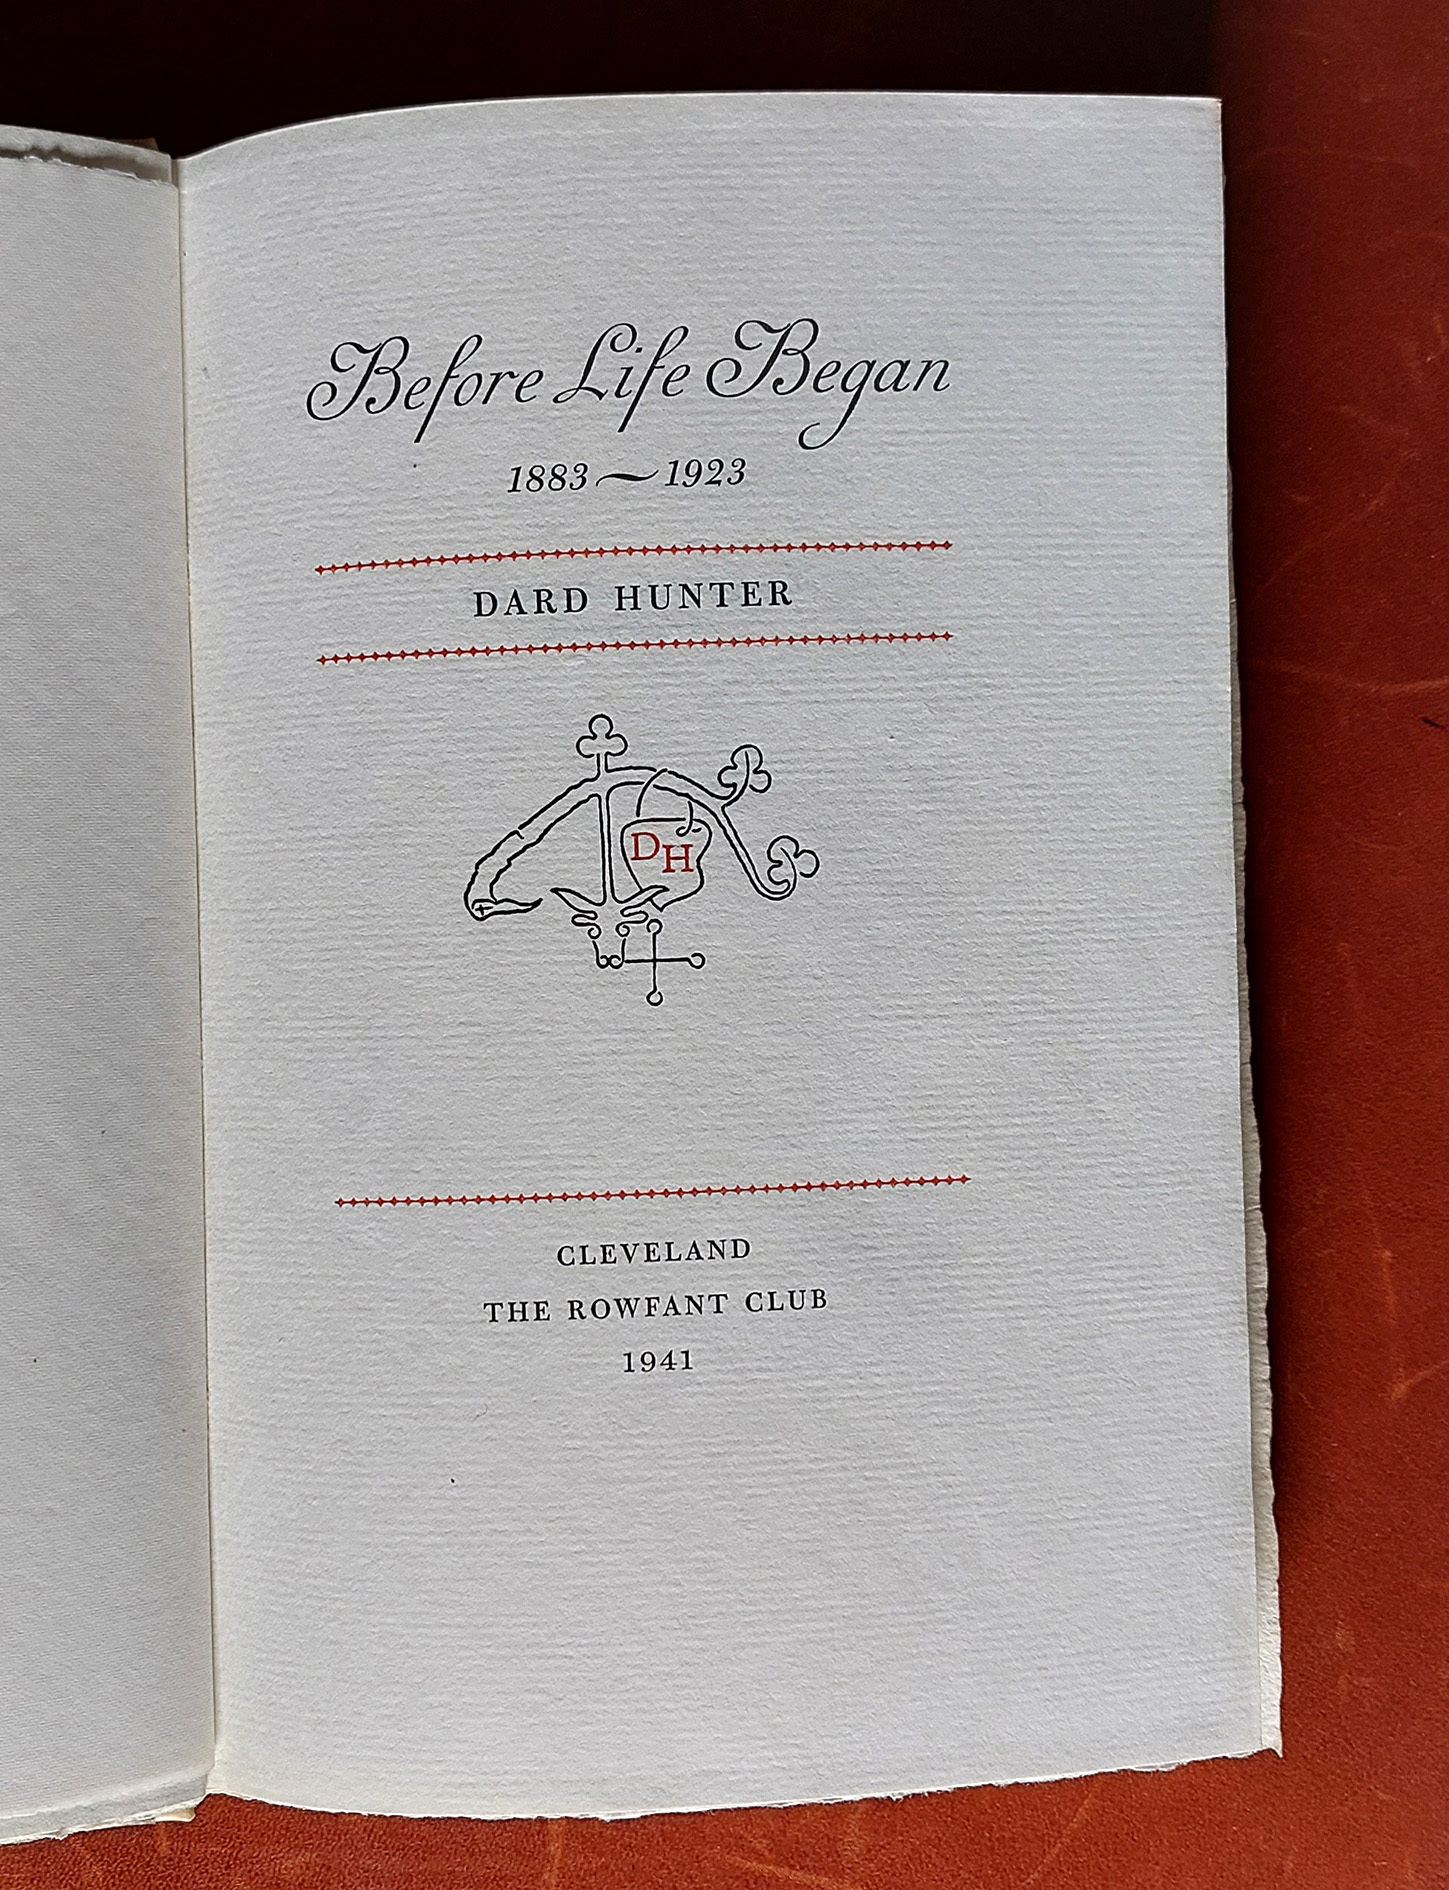 Before Life Began
1883~1923
DARD HUNTER
DH
CLEVELAND
THE ROWFANT CLUB
1941